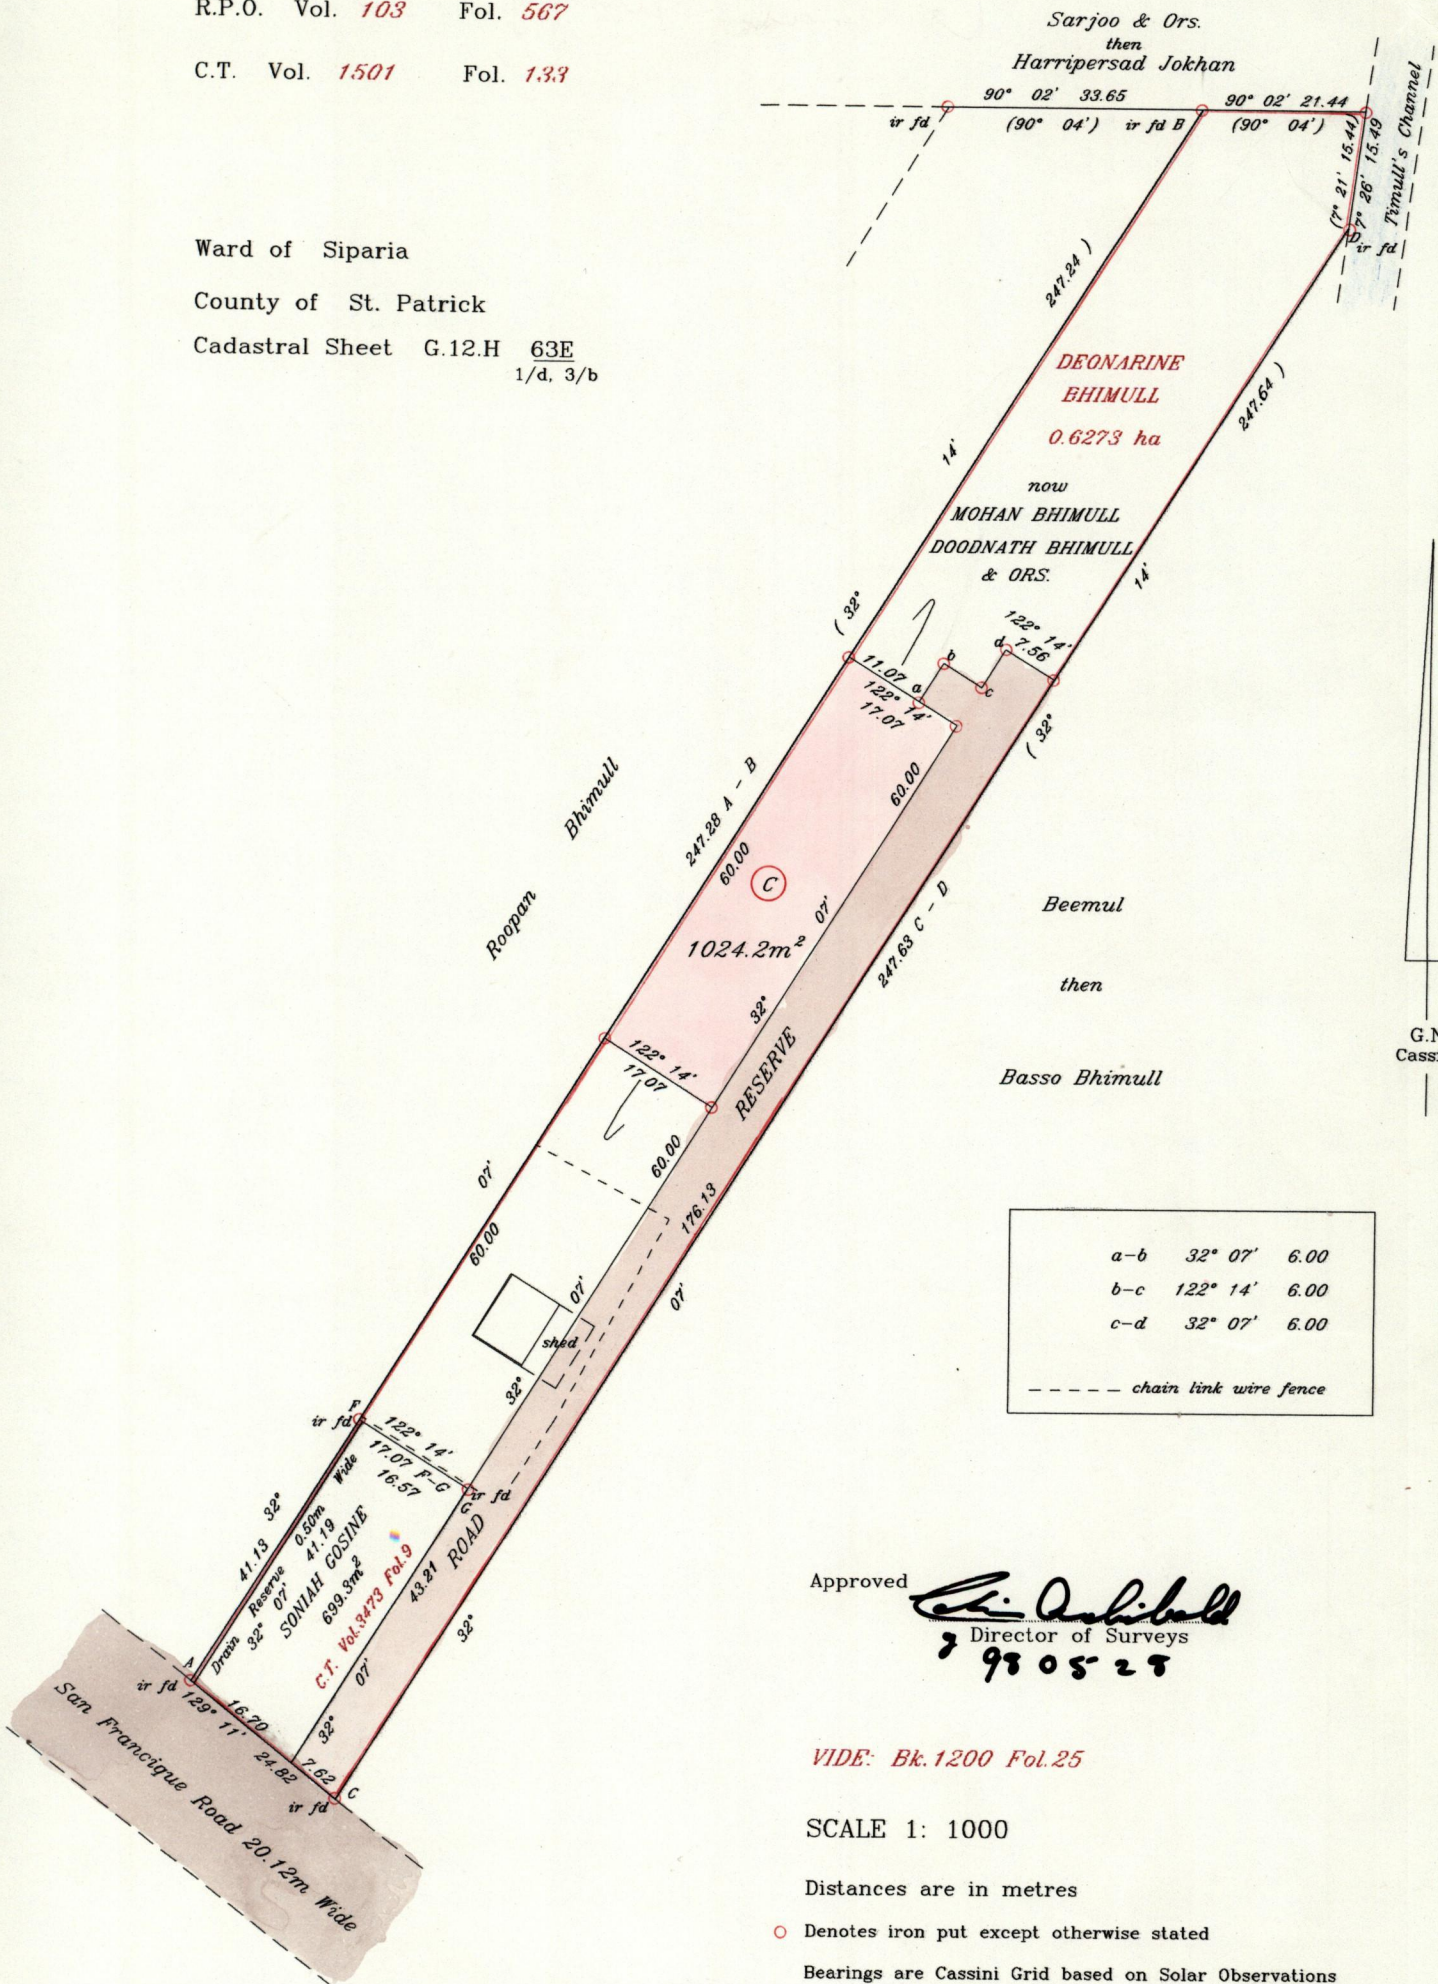 R.P.O. Vol. 103 Fol. 567
C.T. Vol. 1501 Fol. 133
Ward of Siparia
County of St. Patrick
Cadastral Sheet G.12.H 63E
1/d, 3/b
Sarjoo & Ors.
then
Harripersad Jokhan
90° 02' 33.65
90° 02' 21.44
ir fd
(90° 04')
ir fd B
(90° 04')
(7° 21' 15.44)
7° 26' 15.49
Timull's Channel
D
ir fd
247.24 )
DEONARINE
BHIMULL
0.6273 ha
247.64 )
14'
now
MOHAN BHIMULL
DOODNATH BHIMULL
& ORS.
14'
( 32°
122° 14'
7.56
11.07
122° 14'
17.07
a
b
c
d
( 32°
60.00
Roopan Bhimull
247.28 A - B
60.00
C
1024.2m²
07'
32°
247.63 C - D
Beemul
then
Basso Bhimull
G.N
Cass
122° 14'
17.07
RESERVE
60.00
07'
176.13
60.00
07'
07'
shed
32°
a-b 32° 07' 6.00
b-c 122° 14' 6.00
c-d 32° 07' 6.00
chain link wire fence
F
ir fd
122° 14'
17.07 F-G
16.57
G
ir fd
32°
41.13
Drain Reserve 0.50m Wide
32° 07' 41.19
SONIAH GOSINE
699.3m²
C.T. Vol.3473 Fol.9
43.21
07'
32°
ROAD
32°
A
ir fd
129° 11'
16.70
24.82
7.62
C
ir fd
San Francique Road 20.12m Wide
Approved
Director of Surveys
980528
VIDE: Bk.1200 Fol.25
SCALE 1: 1000
Distances are in metres
Denotes iron put except otherwise stated
Bearings are Cassini Grid based on Solar Observations